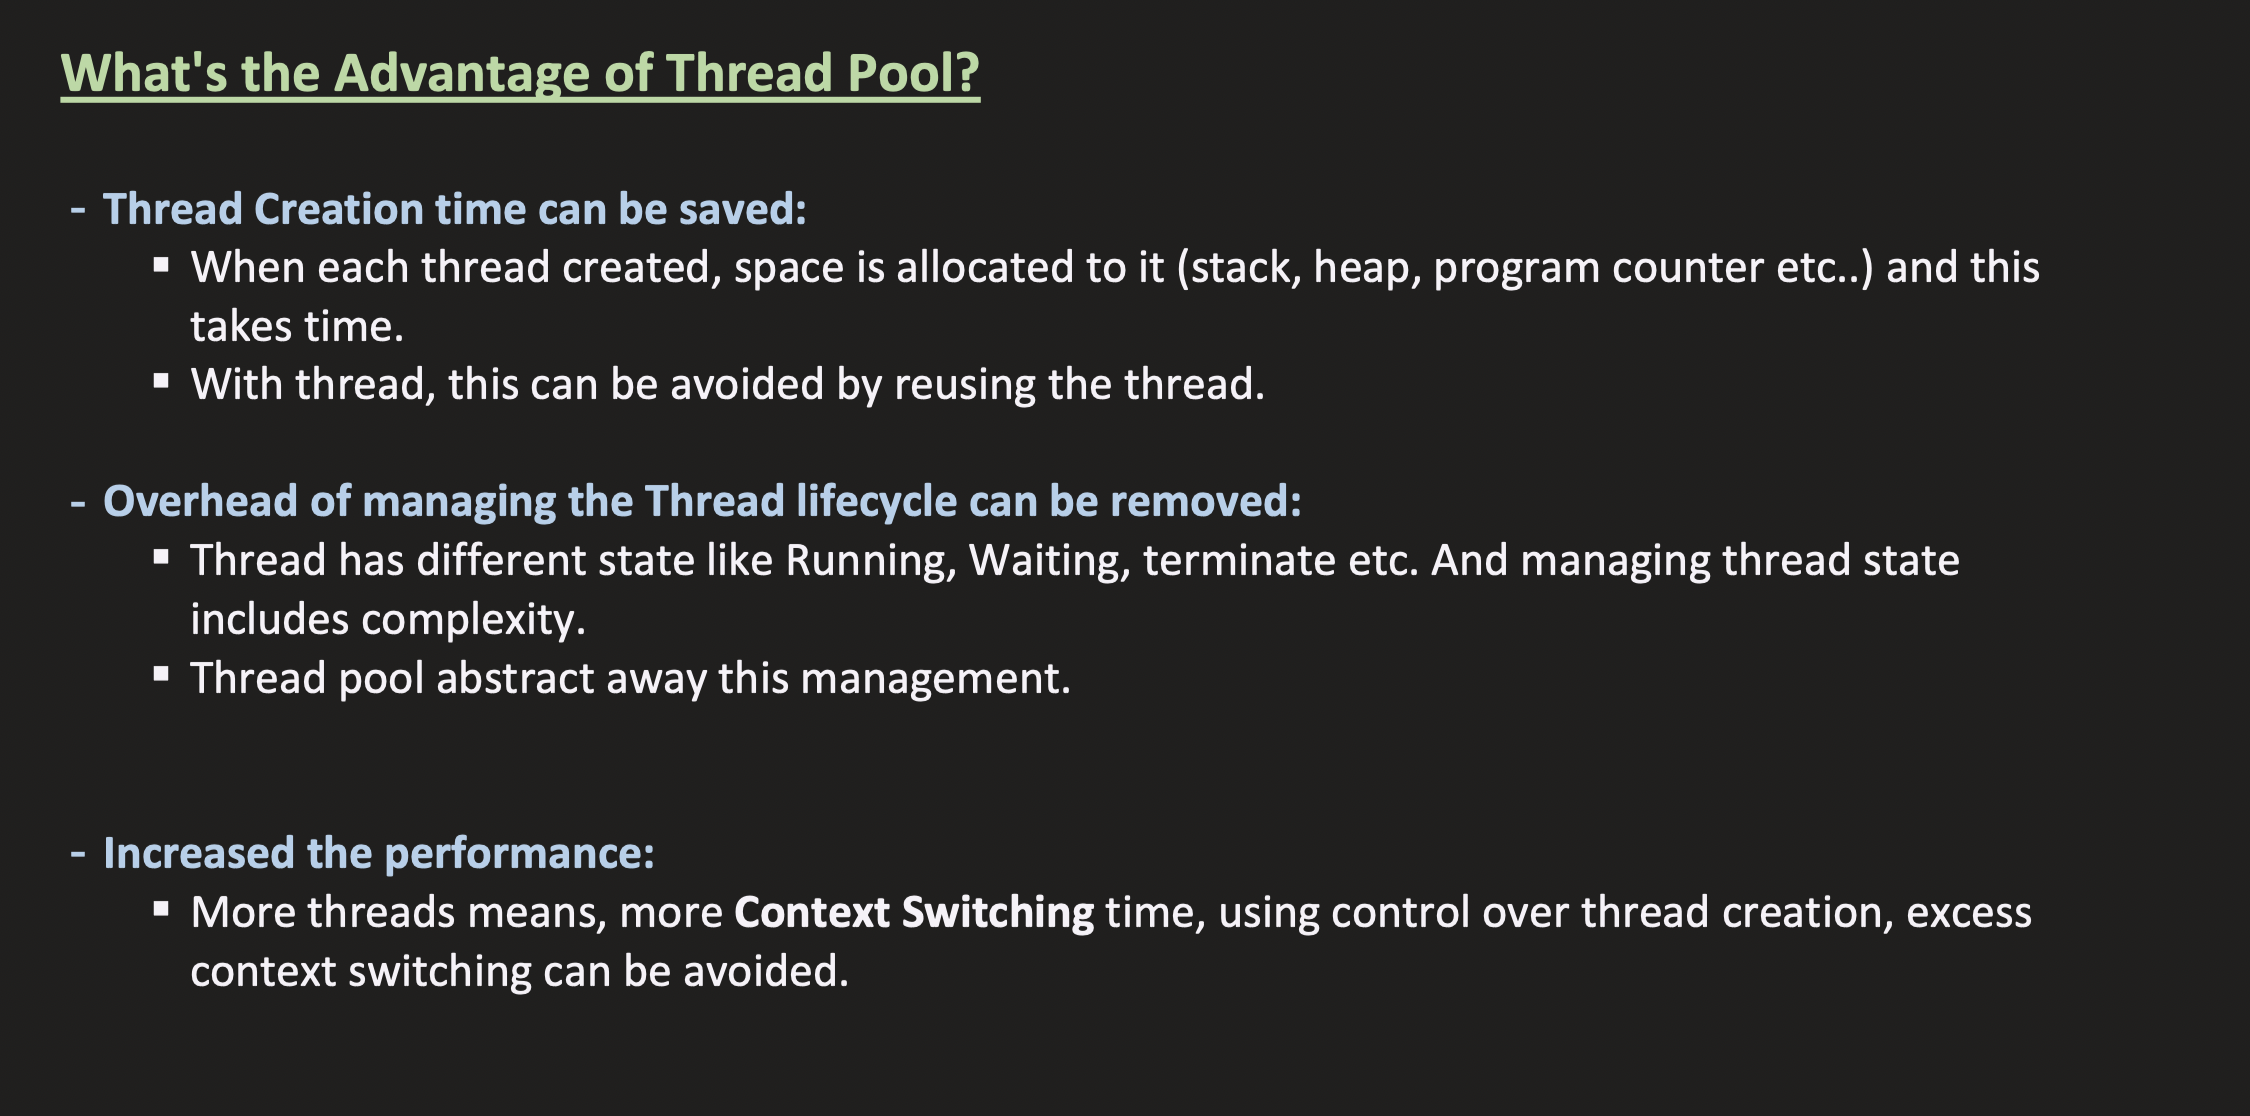 What's the Advantage of Thread Pool?
- Thread Creation time can be saved:
▪ When each thread created, space is allocated to it (stack, heap, program counter etc..) and this
takes time.
▪ With thread, this can be avoided by reusing the thread.
- Overhead of managing the Thread lifecycle can be removed:
▪ Thread has different state like Running, Waiting, terminate etc. And managing thread state
includes complexity.
▪ Thread pool abstract away this management.
- Increased the performance:
▪ More threads means, more Context Switching time, using control over thread creation, excess
context switching can be avoided.